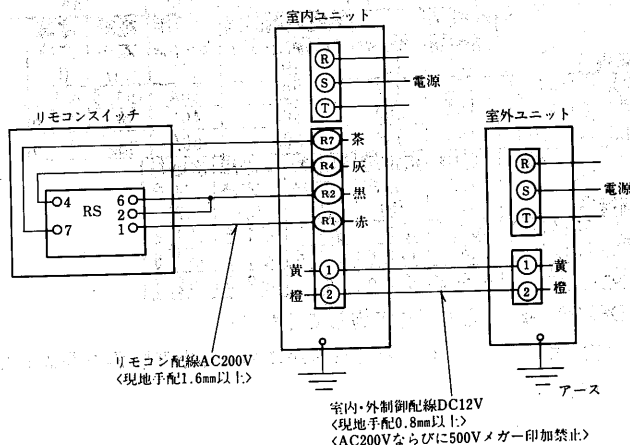 室内ユニット
R
S
電源
T
リモコンスイッチ
室外ユニット
R7 茶
R4 灰
R2 黒
R1 赤
RS
4
6
2
7
1
R
S
電源
T
黄 1
橙 2
1 黄
2 橙
リモコン配線AC200V
〈現地手配1.6mm以上〉
アース
室内・外制御配線DC12V
〈現地手配0.8mm以上〉
〈AC200Vならびに500Vメガー印加禁止〉